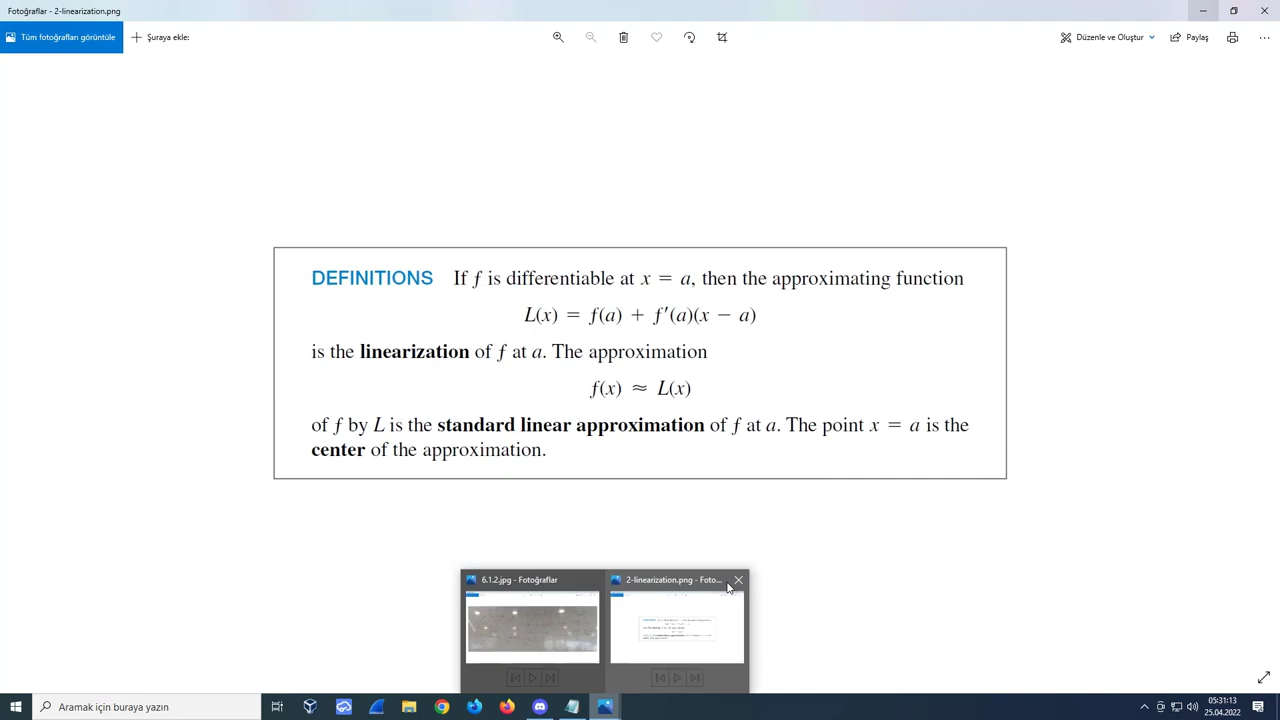 Fotoğraflar - 2-linearization.png
Tüm fotoğrafları görüntüle
Şuraya ekle:
Düzenle ve Oluştur
Paylaş
DEFINITIONS If f is differentiable at x = a, then the approximating function
L(x) = f(a) + f′(a)(x − a)
is the linearization of f at a. The approximation
f(x) ≈ L(x)
of f by L is the standard linear approximation of f at a. The point x = a is the
center of the approximation.
6.1.2.jpg - Fotoğraflar
2-linearization.png - Foto...
Aramak için buraya yazın
05:31:13
25.04.2022